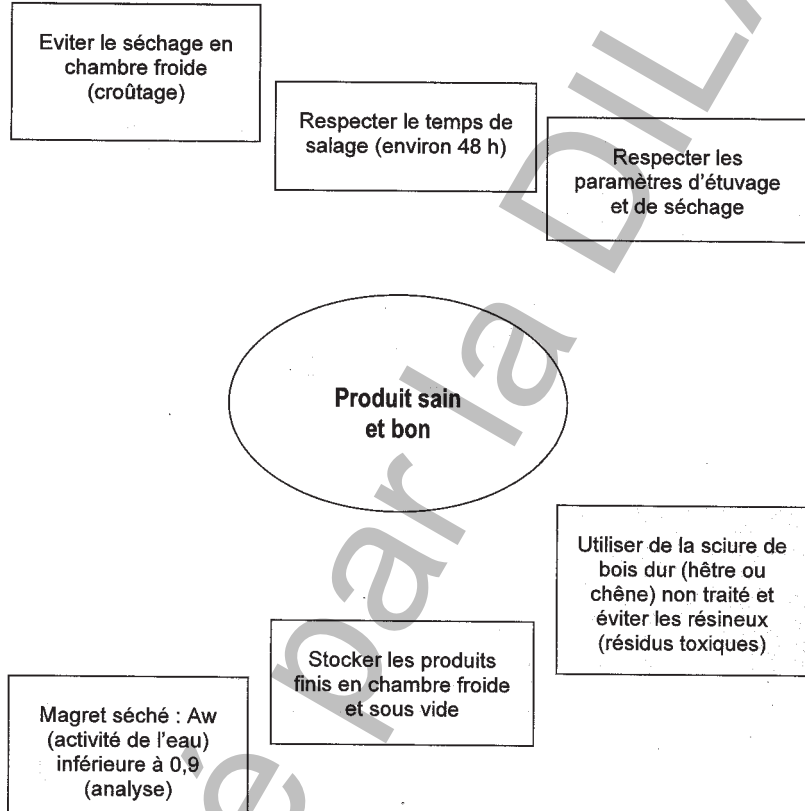 Eviter le séchage en
chambre froide
(croûtage)
Respecter le temps de
salage (environ 48 h)
Respecter les
paramètres d'étuvage
et de séchage
Produit sain
et bon
Utiliser de la sciure de
bois dur (hêtre ou
chêne) non traité et
éviter les résineux
(résidus toxiques)
Stocker les produits
finis en chambre froide
et sous vide
Magret séché : Aw
(activité de l'eau)
inférieure à 0,9
(analyse)
é par la DILA